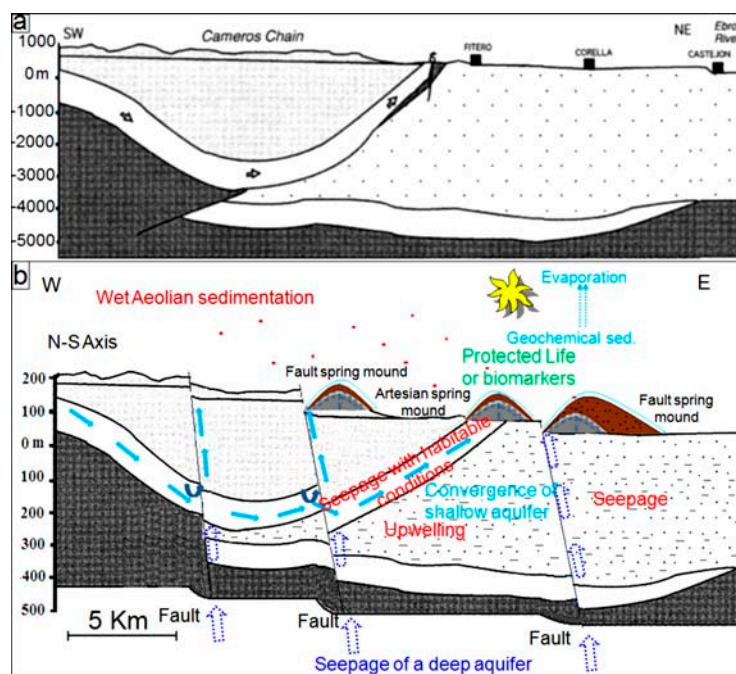 a
SW
Cameros Chain
NE
Ebro
River
FITERO
CORELLA
CASTEJON
1000
0 m
-1000
-2000
-3000
-4000
-5000
b
W
E
Wet Aeolian sedimentation
Evaporation
Geochemical sed.
N-S Axis
Protected Life
or biomarkers
Fault spring mound
Artesian spring
mound
Fault spring
mound
200
100
0 m
100
200
300
400
500
Seepage with habitable
conditions
Convergence of
shallow aquifer
Seepage
Upwelling
Fault
Fault
Fault
5 Km
Seepage of a deep aquifer